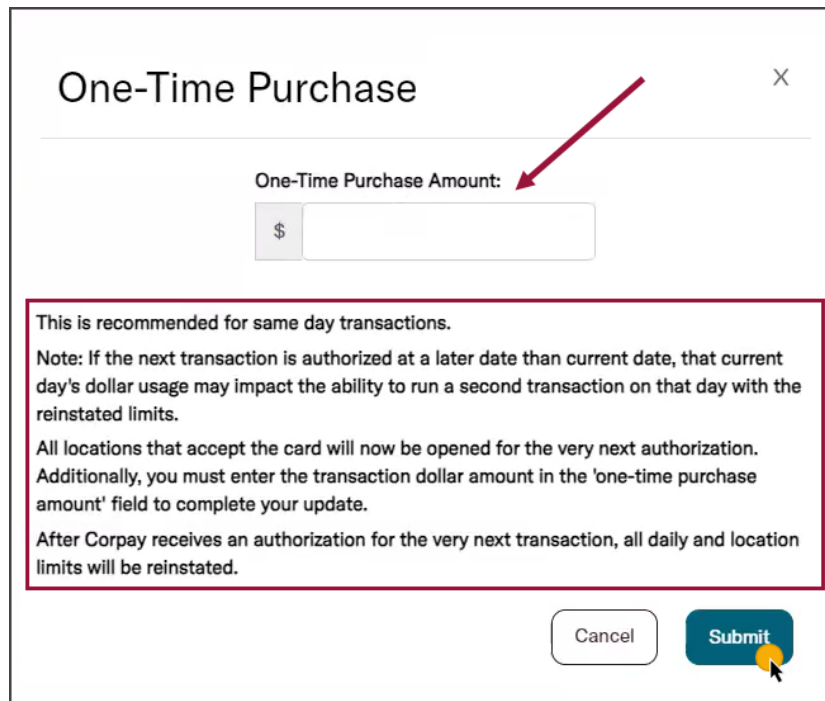 One-Time Purchase
X
One-Time Purchase Amount:
$
This is recommended for same day transactions.
Note: If the next transaction is authorized at a later date than current date, that current
day's dollar usage may impact the ability to run a second transaction on that day with the
reinstated limits.
All locations that accept the card will now be opened for the very next authorization.
Additionally, you must enter the transaction dollar amount in the 'one-time purchase
amount' field to complete your update.
After Corpay receives an authorization for the very next transaction, all daily and location
limits will be reinstated.
Cancel
Submit